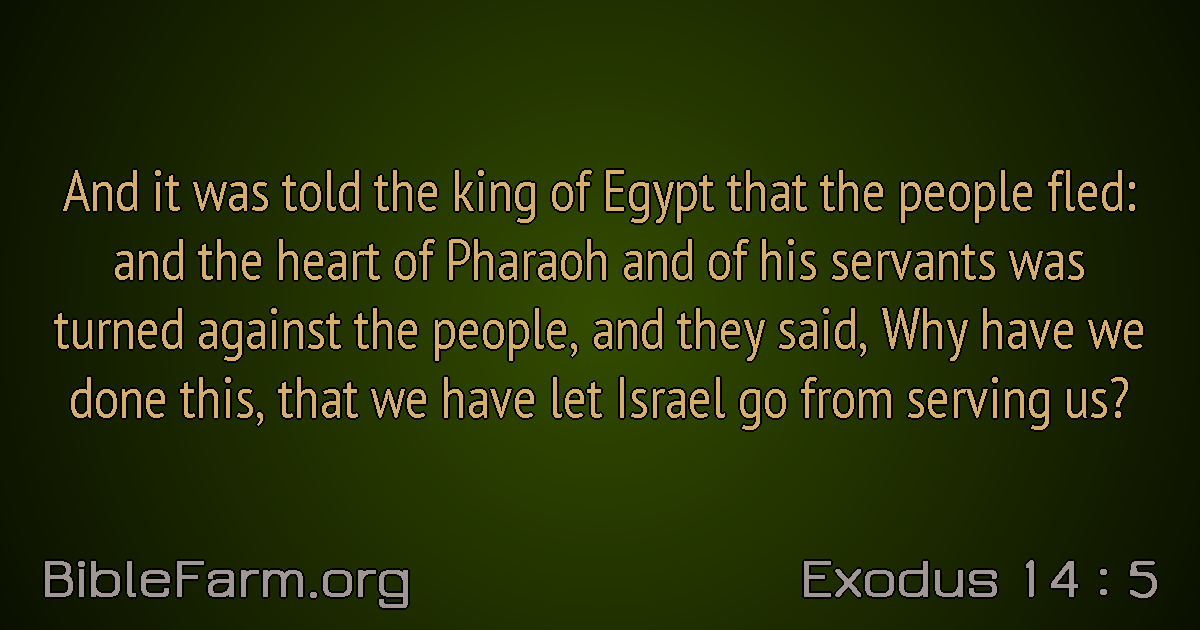 And it was told the king of Egypt that the people fled:
and the heart of Pharaoh and of his servants was
turned against the people, and they said, Why have we
done this, that we have let Israel go from serving us?
BibleFarm.org
Exodus 14 : 5